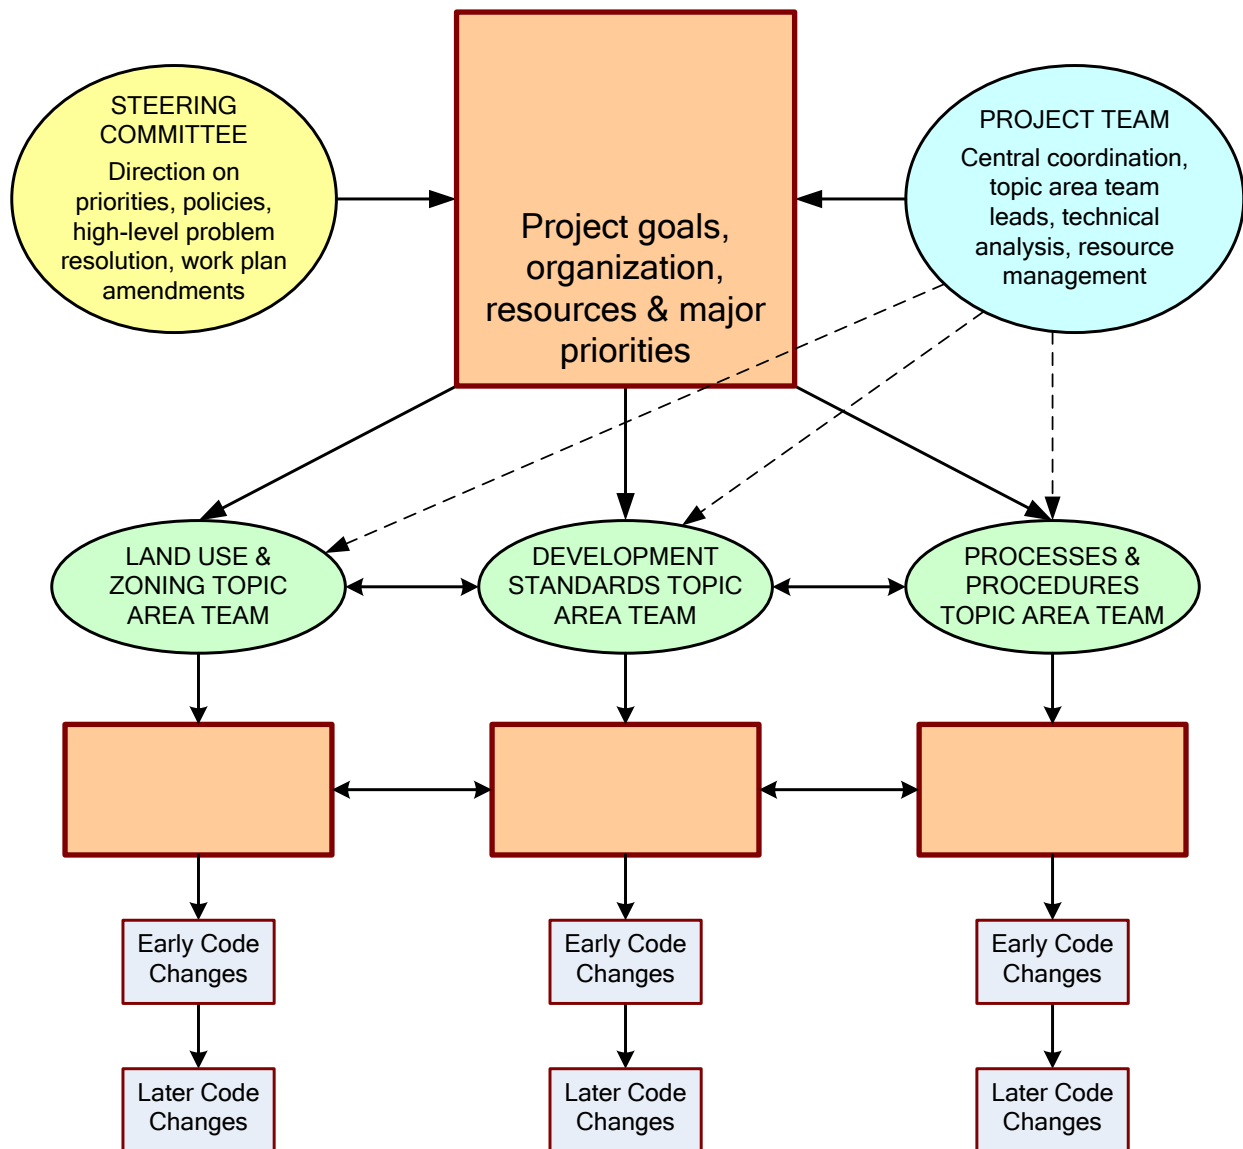 STEERING
COMMITTEE
Direction on
priorities, policies,
high-level problem
resolution, work plan
amendments
Project goals,
organization,
resources & major
priorities
PROJECT TEAM
Central coordination,
topic area team
leads, technical
analysis, resource
management
LAND USE &
ZONING TOPIC
AREA TEAM
DEVELOPMENT
STANDARDS TOPIC
AREA TEAM
PROCESSES &
PROCEDURES
TOPIC AREA TEAM
Early Code
Changes
Early Code
Changes
Early Code
Changes
Later Code
Changes
Later Code
Changes
Later Code
Changes